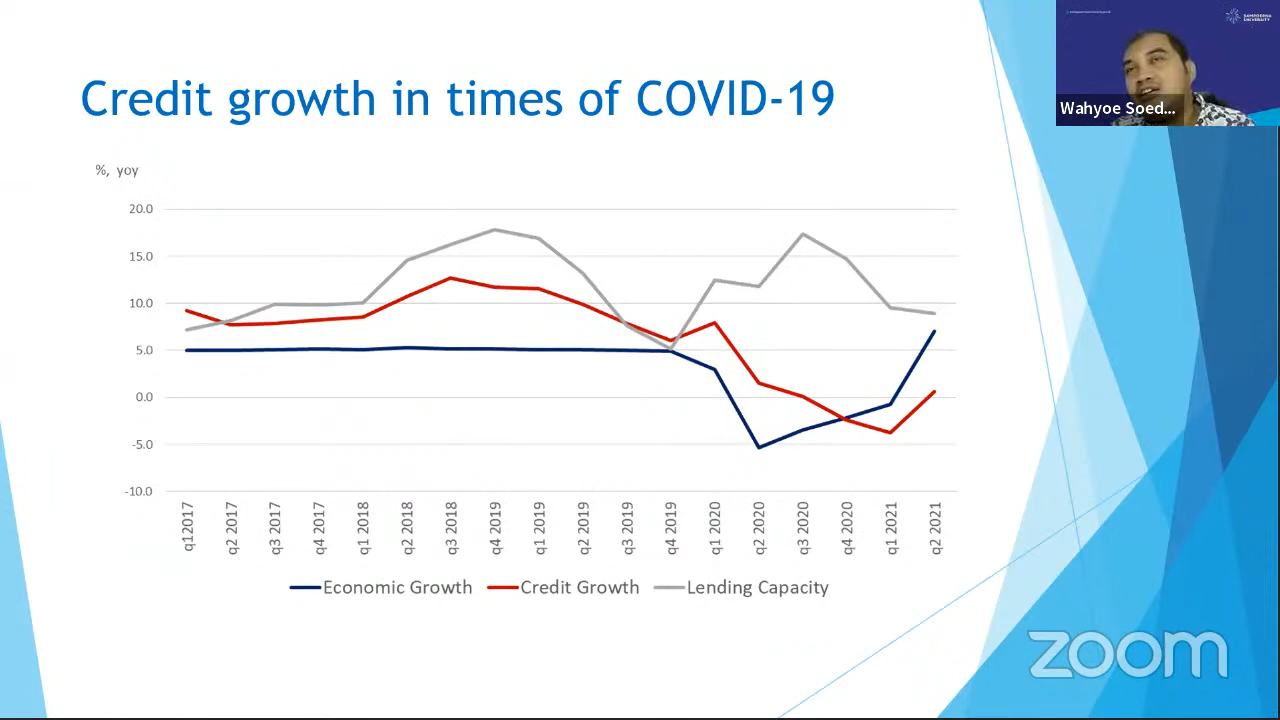 SAMPOERNA
UNIVERSITY
Wahyoe Soed...
Credit growth in times of COVID-19
%, yoy
20.0
15.0
10.0
5.0
0.0
-5.0
-10.0
q1 2017
q2 2017
q3 2017
q4 2017
q1 2018
q2 2018
q3 2018
q4 2019
q1 2019
q2 2019
q3 2019
q4 2019
q1 2020
q2 2020
q3 2020
q4 2020
q1 2021
q2 2021
Economic Growth
Credit Growth
Lending Capacity
zoom